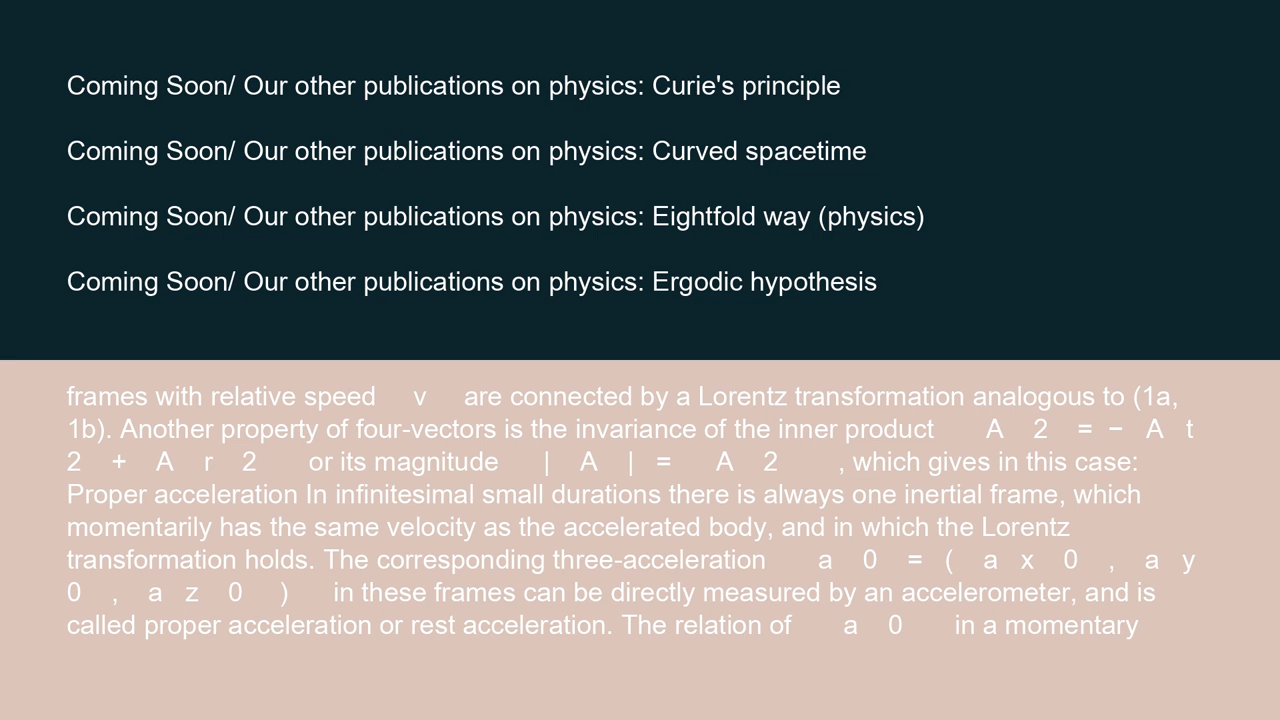 Coming Soon/ Our other publications on physics: Curie's principle
Coming Soon/ Our other publications on physics: Curved spacetime
Coming Soon/ Our other publications on physics: Eightfold way (physics)
Coming Soon/ Our other publications on physics: Ergodic hypothesis
frames with relative speed v are connected by a Lorentz transformation analogous to (1a,
1b). Another property of four-vectors is the invariance of the inner product A 2 = − A t
2 + A r 2 or its magnitude | A | = A 2 , which gives in this case:
Proper acceleration In infinitesimal small durations there is always one inertial frame, which
momentarily has the same velocity as the accelerated body, and in which the Lorentz
transformation holds. The corresponding three-acceleration a 0 = ( a x 0 , a y
0 , a z 0 ) in these frames can be directly measured by an accelerometer, and is
called proper acceleration or rest acceleration. The relation of a 0 in a momentary